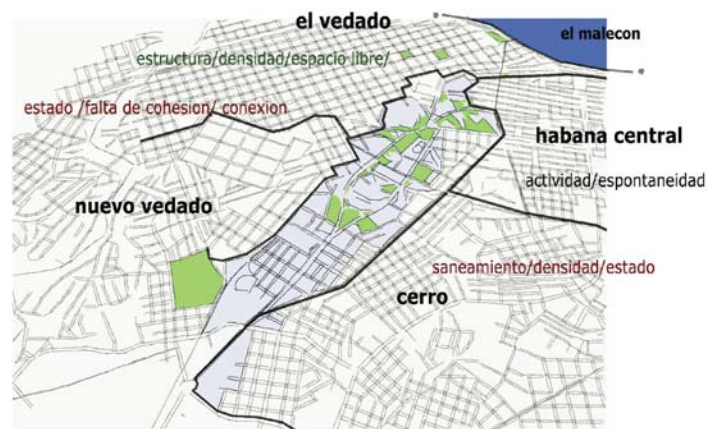 el vedado
el malecon
estructura/densidad/espacio libre/
estado /falta de cohesion/ conexion
habana central
actividad/espontaneidad
nuevo vedado
saneamiento/densidad/estado
cerro